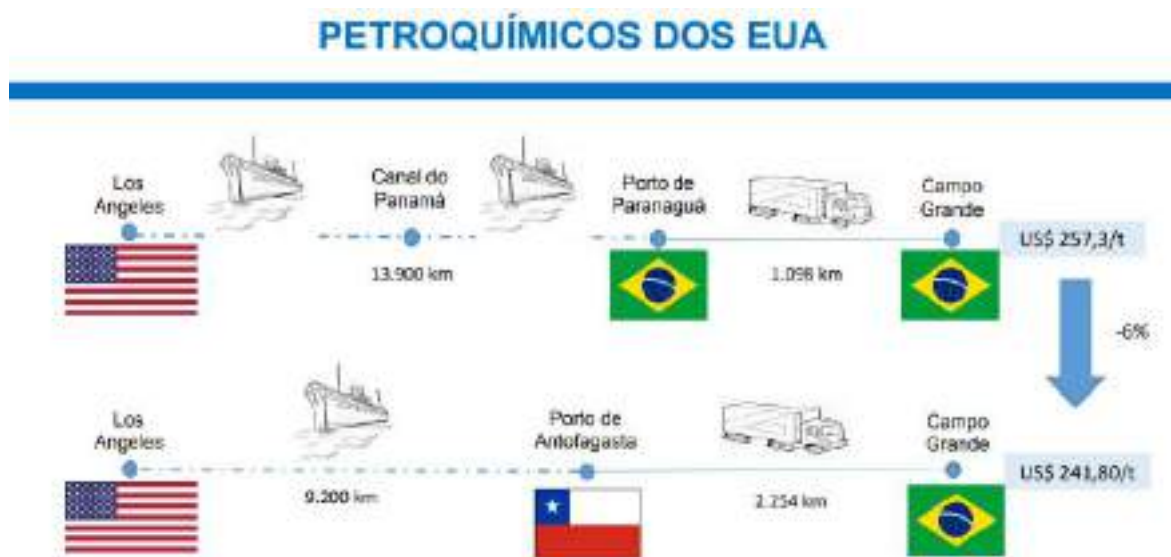 PETROQUÍMICOS DOS EUA
Los
Angeles
Canal do
Panamá
Porto de
Paranaguá
Campo
Grande
US$ 257,3/t
13.900 km
1.098 km
-6%
Los
Angeles
Porto de
Antofagasta
Campo
Grande
US$ 241,80/t
9.200 km
2.254 km